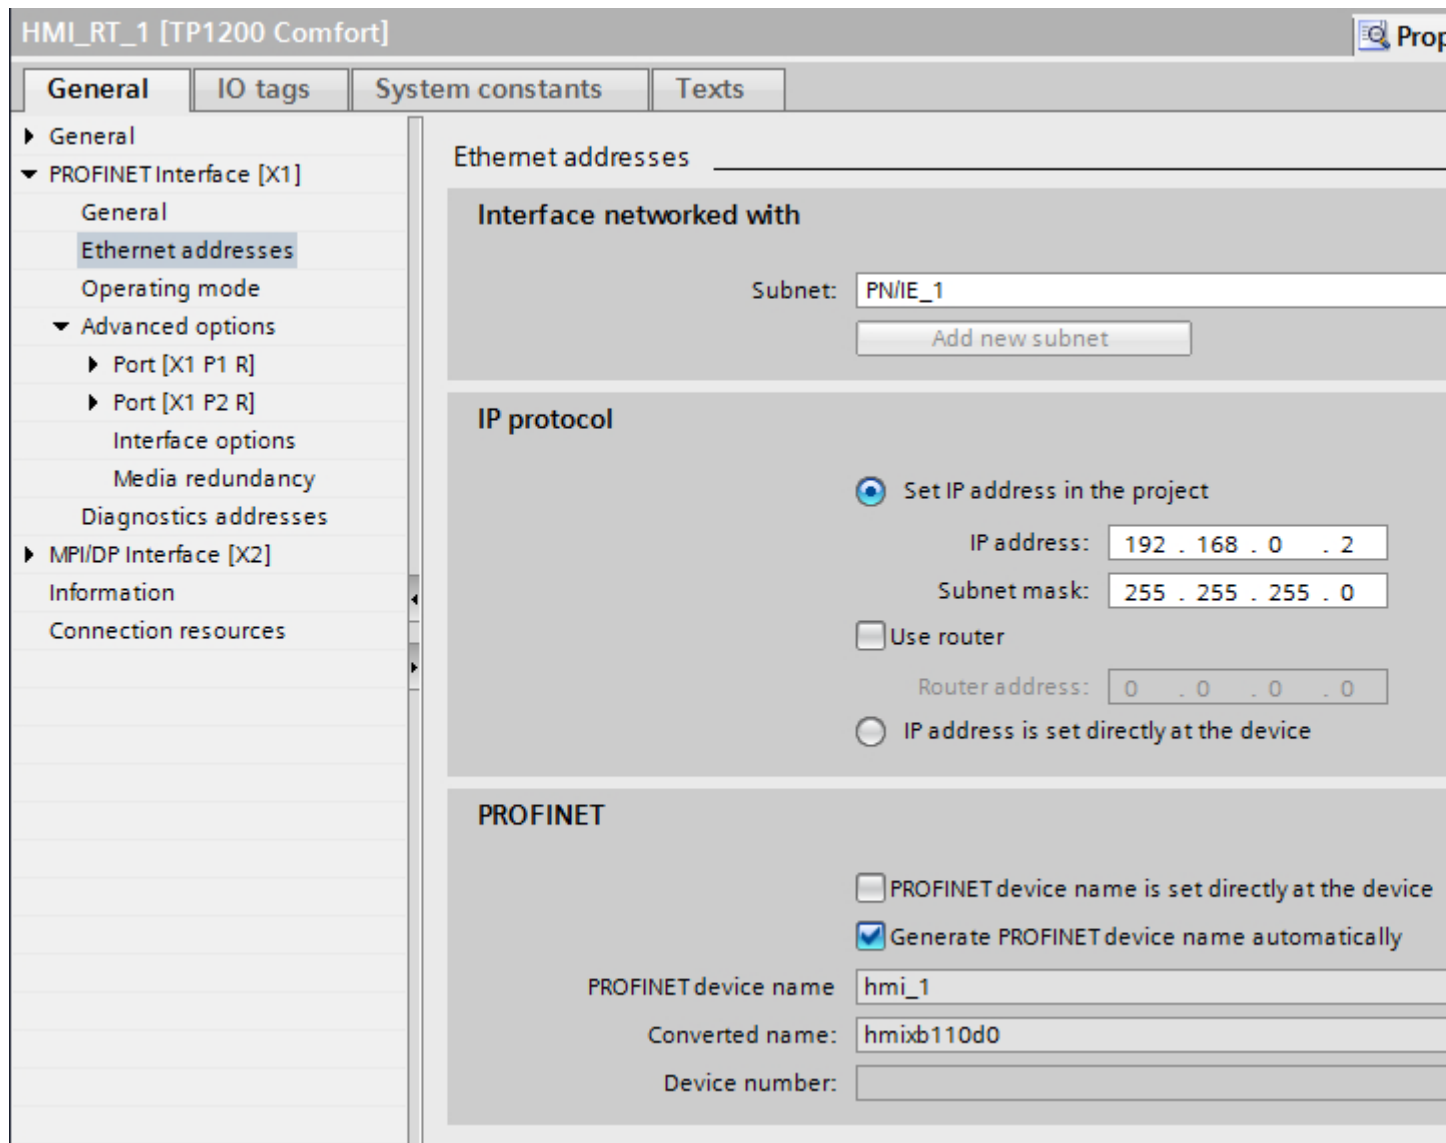 HMI_RT_1 [TP1200 Comfort]
Prop
General IO tags System constants Texts
General
PROFINET Interface [X1]
General
Ethernet addresses
Operating mode
Advanced options
Port [X1 P1 R]
Port [X1 P2 R]
Interface options
Media redundancy
Diagnostics addresses
MPI/DP Interface [X2]
Information
Connection resources
Ethernet addresses
Interface networked with
Subnet: PN/IE_1
Add new subnet
IP protocol
Set IP address in the project
IP address: 192 . 168 . 0 . 2
Subnet mask: 255 . 255 . 255 . 0
Use router
Router address: 0 . 0 . 0 . 0
IP address is set directly at the device
PROFINET
PROFINET device name is set directly at the device
Generate PROFINET device name automatically
PROFINET device name hmi_1
Converted name: hmixb110d0
Device number: